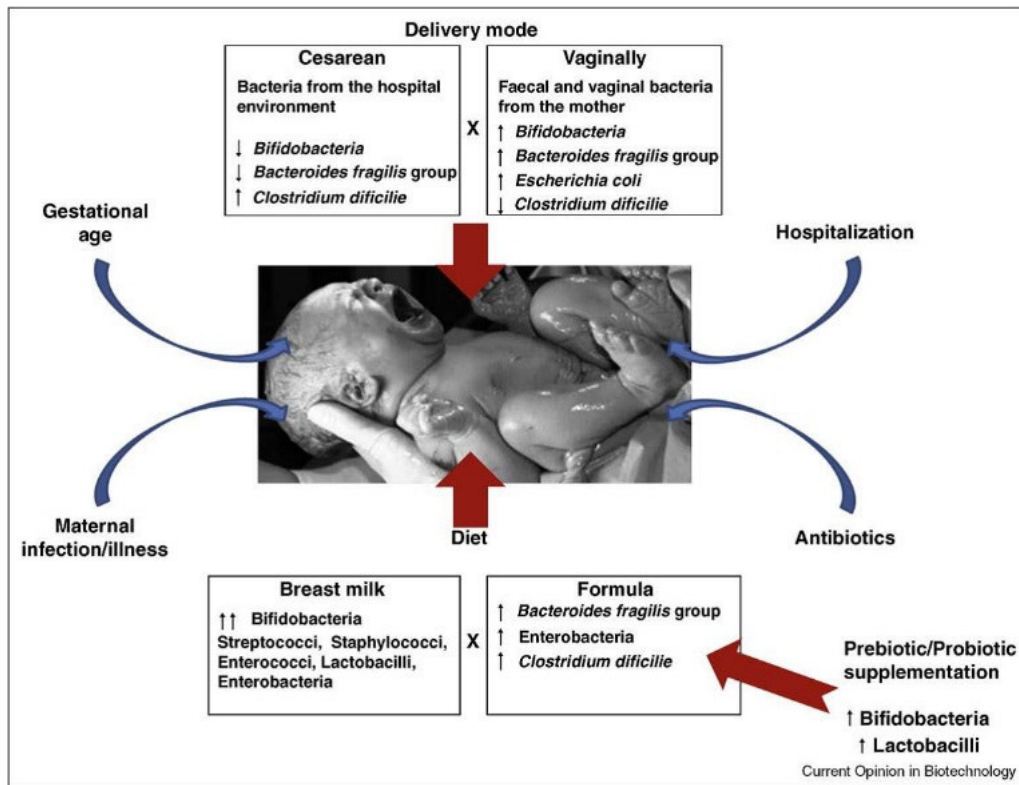 Delivery mode
Cesarean
Bacteria from the hospital
environment
↓ Bifidobacteria
↓ Bacteroides fragilis group
↑ Clostridium dificilie
X
Vaginally
Faecal and vaginal bacteria
from the mother
↑ Bifidobacteria
↑ Bacteroides fragilis group
↑ Escherichia coli
↓ Clostridium dificilie
Gestational
age
Hospitalization
Maternal
infection/illness
Antibiotics
Diet
Breast milk
↑↑ Bifidobacteria
Streptococci, Staphylococci,
Enterococci, Lactobacilli,
Enterobacteria
X
Formula
↑ Bacteroides fragilis group
↑ Enterobacteria
↑ Clostridium dificilie
Prebiotic/Probiotic
supplementation
↑ Bifidobacteria
↑ Lactobacilli
Current Opinion in Biotechnology